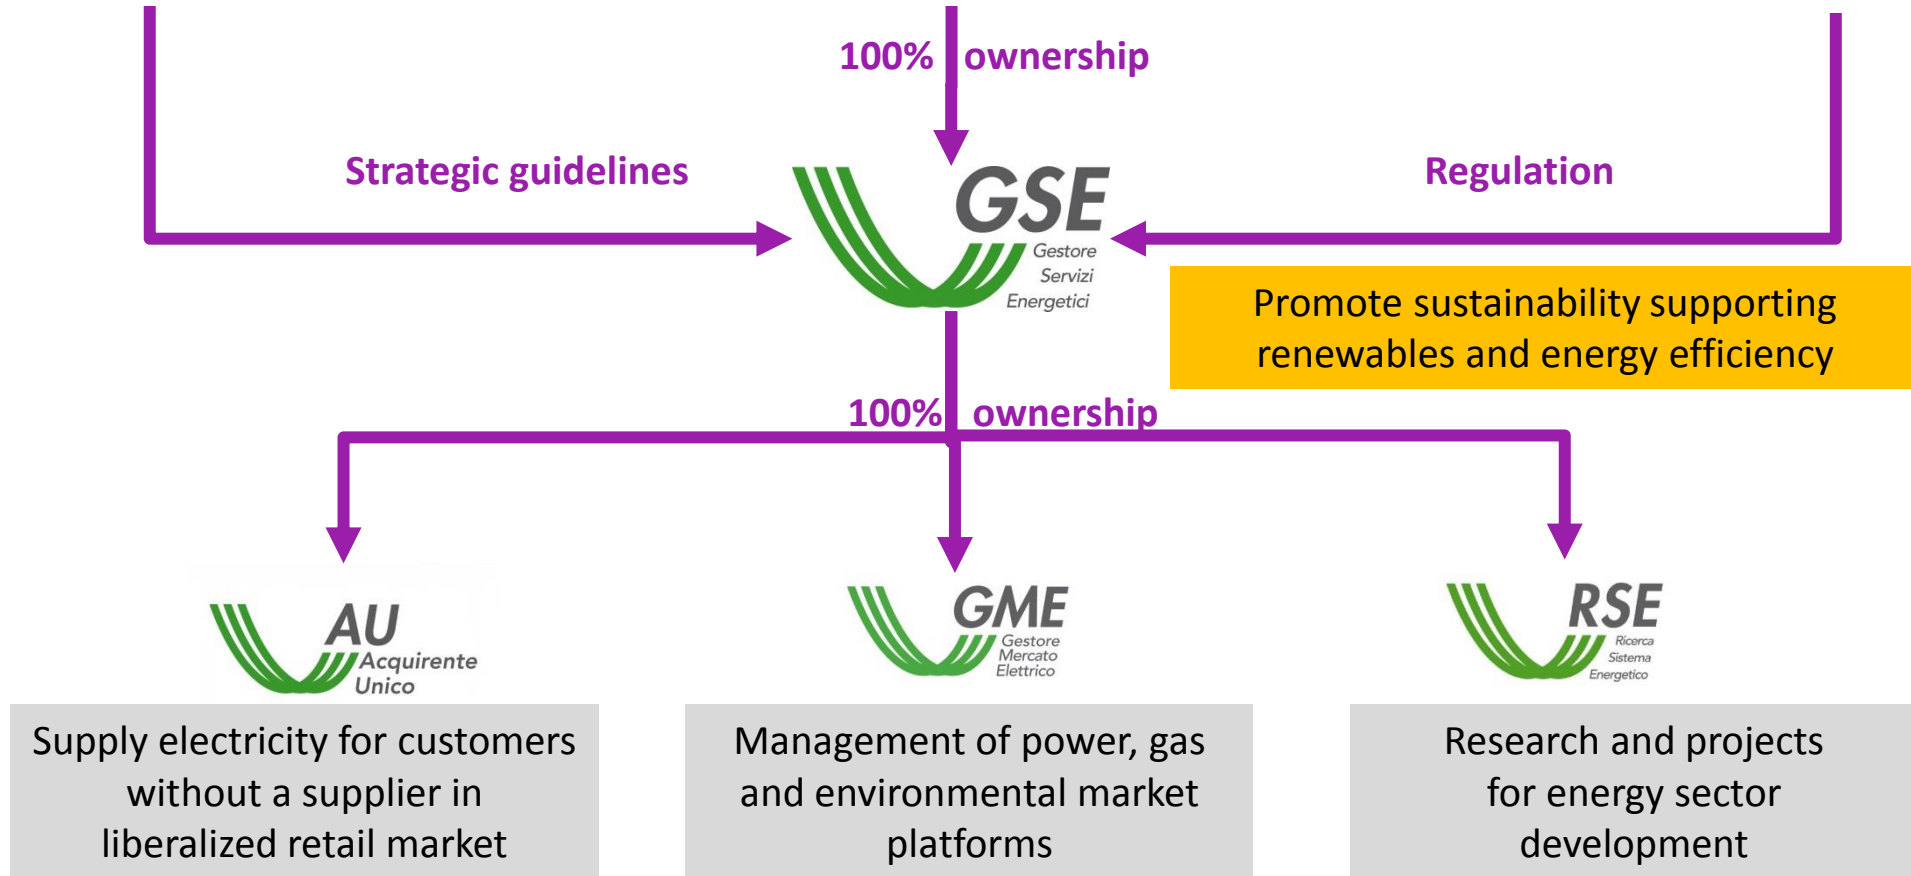 100% ownership
Strategic guidelines
Regulation
GSE
Gestore
Servizi
Energetici
Promote sustainability supporting
renewables and energy efficiency
100% ownership
AU
Acquirente
Unico
GME
Gestore
Mercato
Elettrico
RSE
Ricerca
Sistema
Energetico
Supply electricity for customers
without a supplier in
liberalized retail market
Management of power, gas
and environmental market
platforms
Research and projects
for energy sector
development